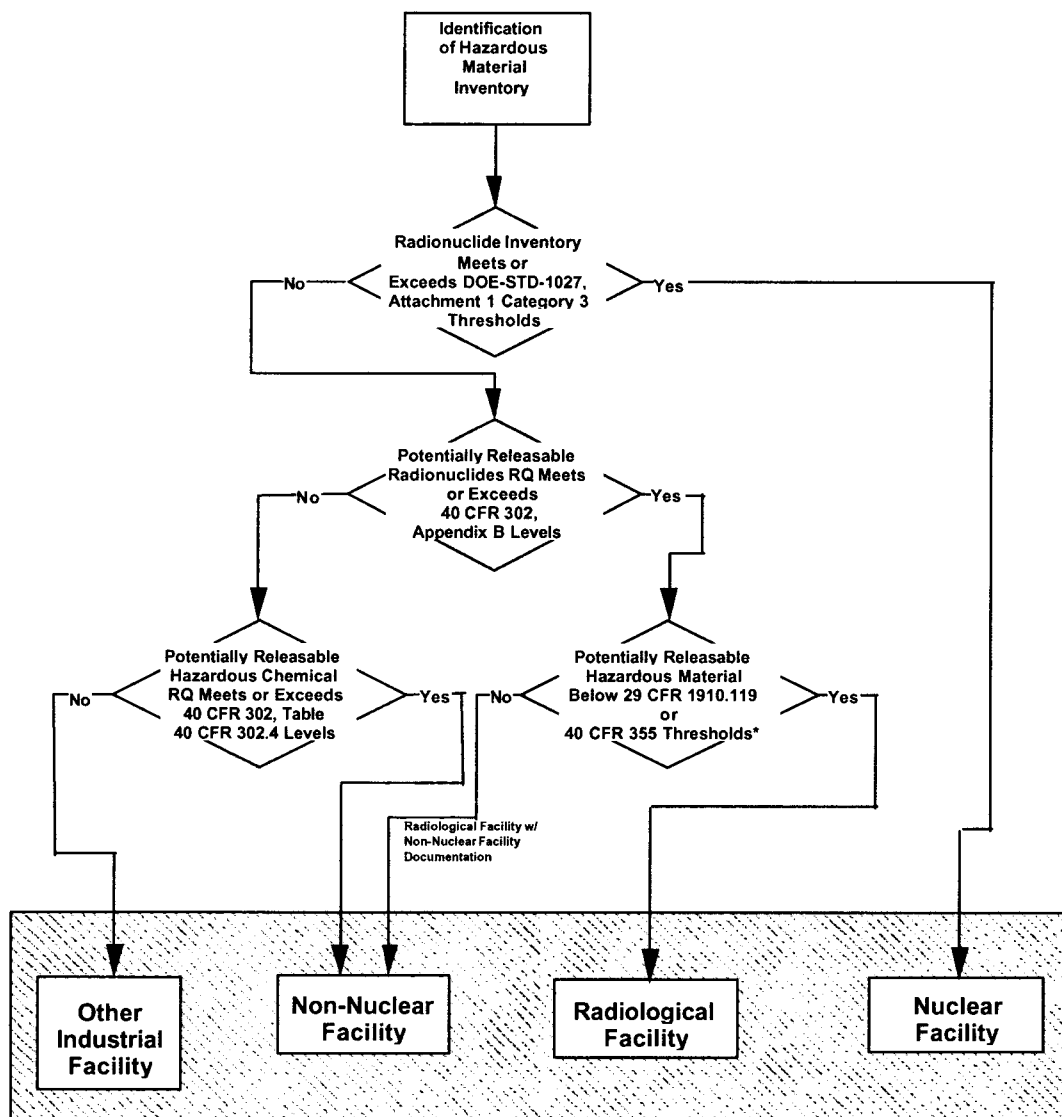 Identification
of Hazardous
Material
Inventory
Radionuclide Inventory
Meets or
Exceeds DOE-STD-1027,
Attachment 1 Category 3
Thresholds
No
Yes
Potentially Releasable
Radionuclides RQ Meets
or Exceeds
40 CFR 302,
Appendix B Levels
No
Yes
Potentially Releasable
Hazardous Chemical
RQ Meets or Exceeds
40 CFR 302, Table
40 CFR 302.4 Levels
No
Yes
Potentially Releasable
Hazardous Material
Below 29 CFR 1910.119
or
40 CFR 355 Thresholds*
No
Yes
Radiological Facility w/
Non-Nuclear Facility
Documentation
Other
Industrial
Facility
Non-Nuclear
Facility
Radiological
Facility
Nuclear
Facility